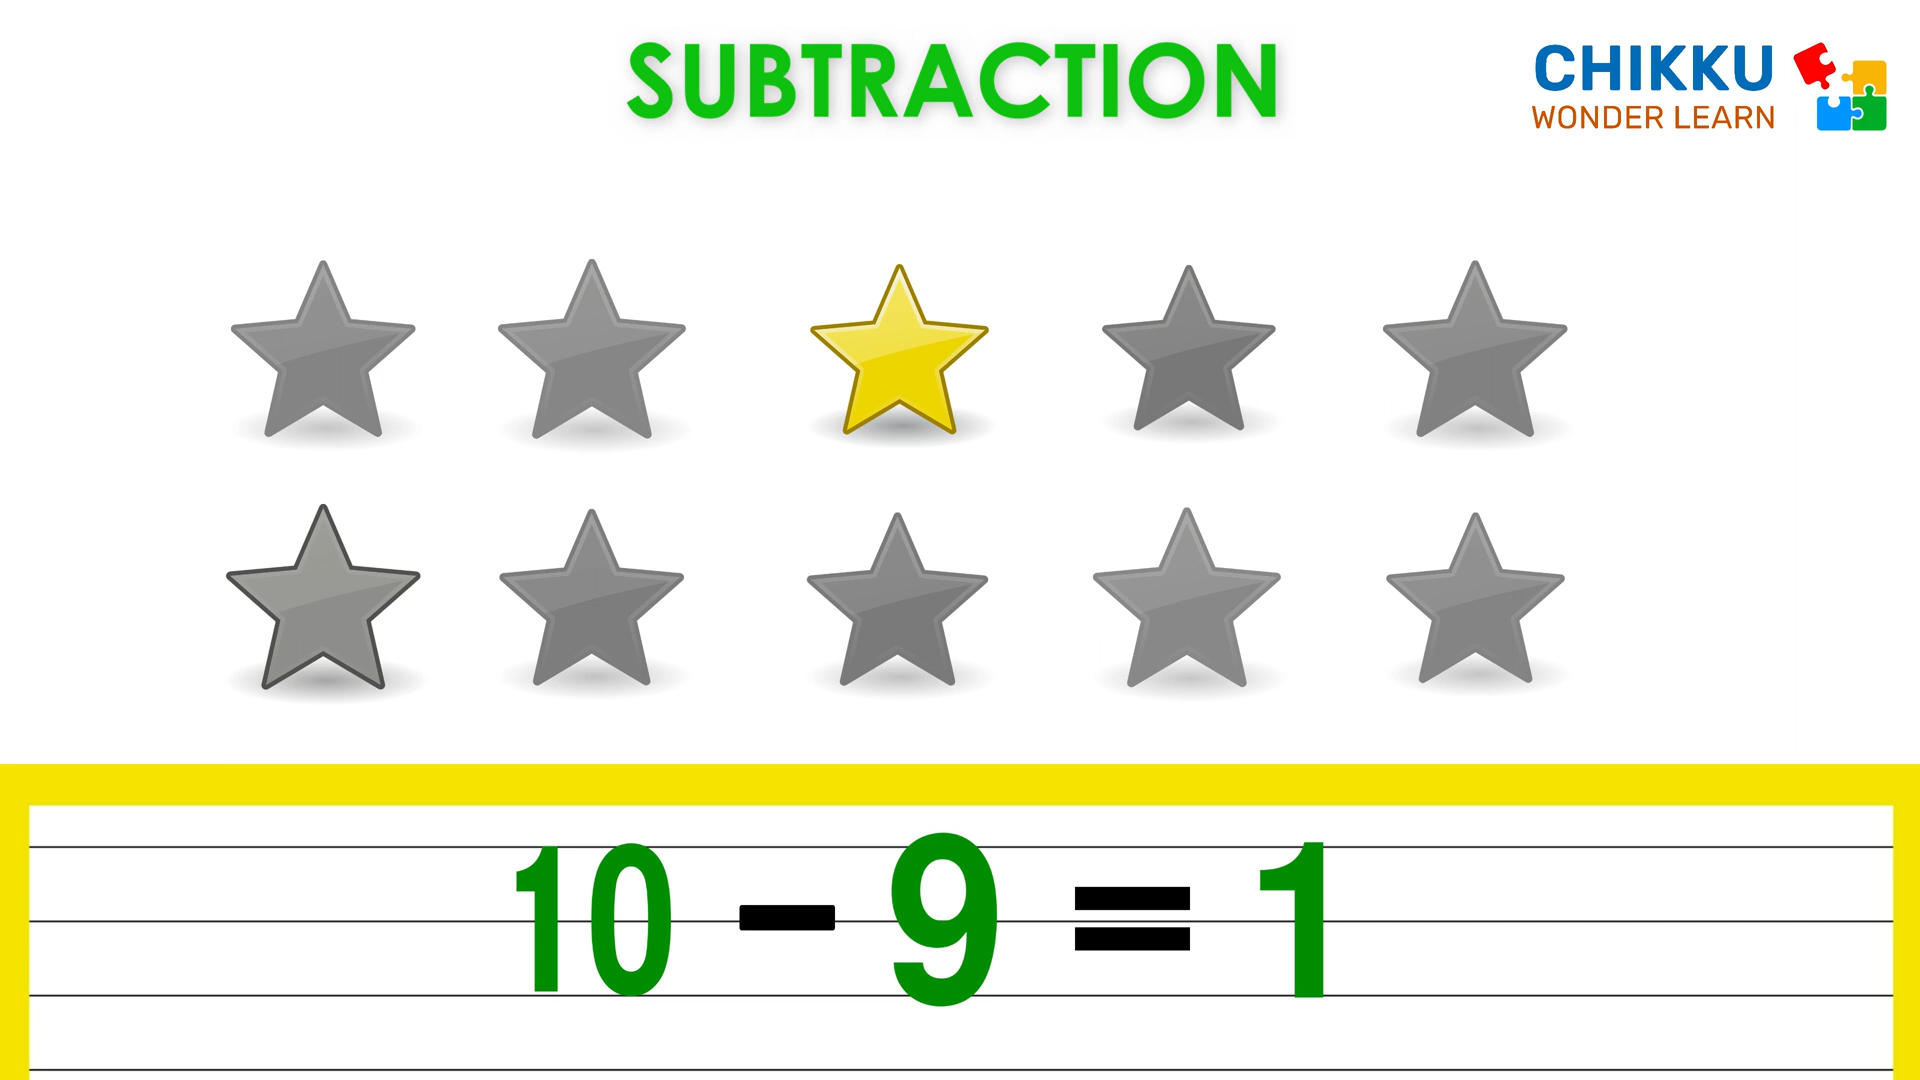 SUBTRACTION
CHIKKU
WONDER LEARN
10 - 9 = 1